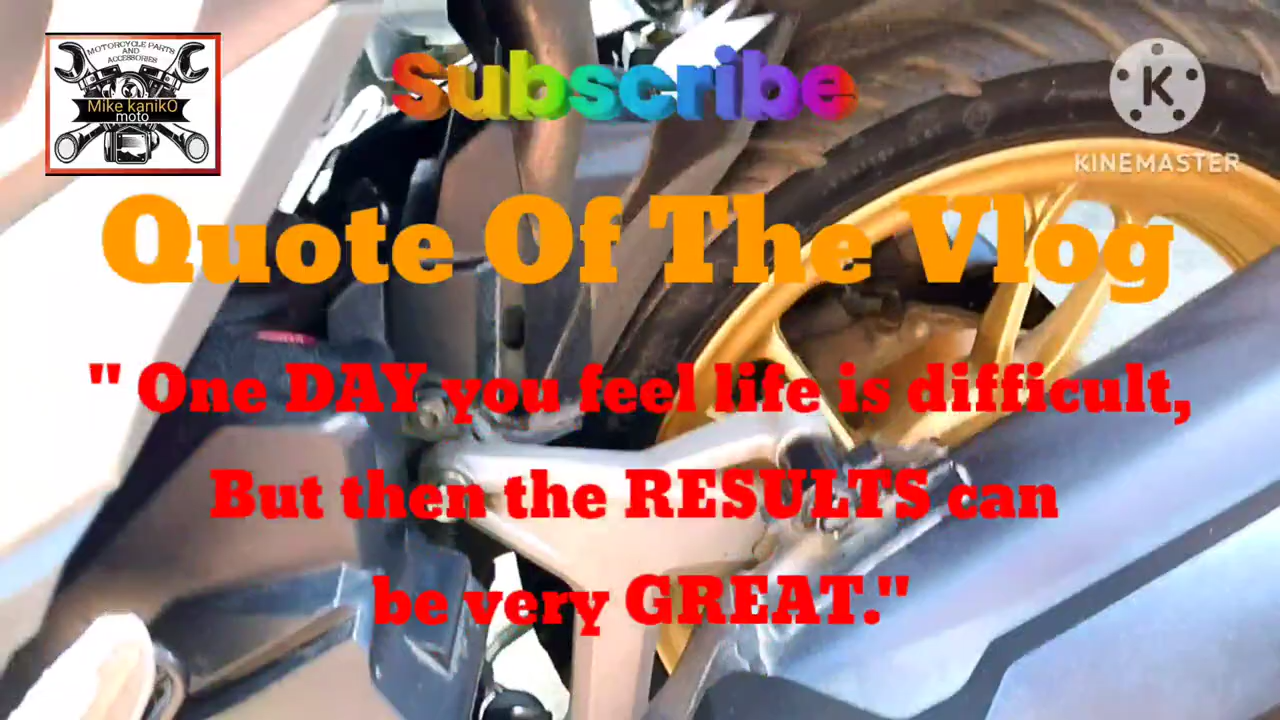 MOTORCYCLE PARTS
AND
ACCESSORIES
Mike kanikO
moto
Subscribe
K
KINEMASTER
Quote Of The Vlog
" One DAY you feel life is difficult,
But then the RESULTS can
be very GREAT."